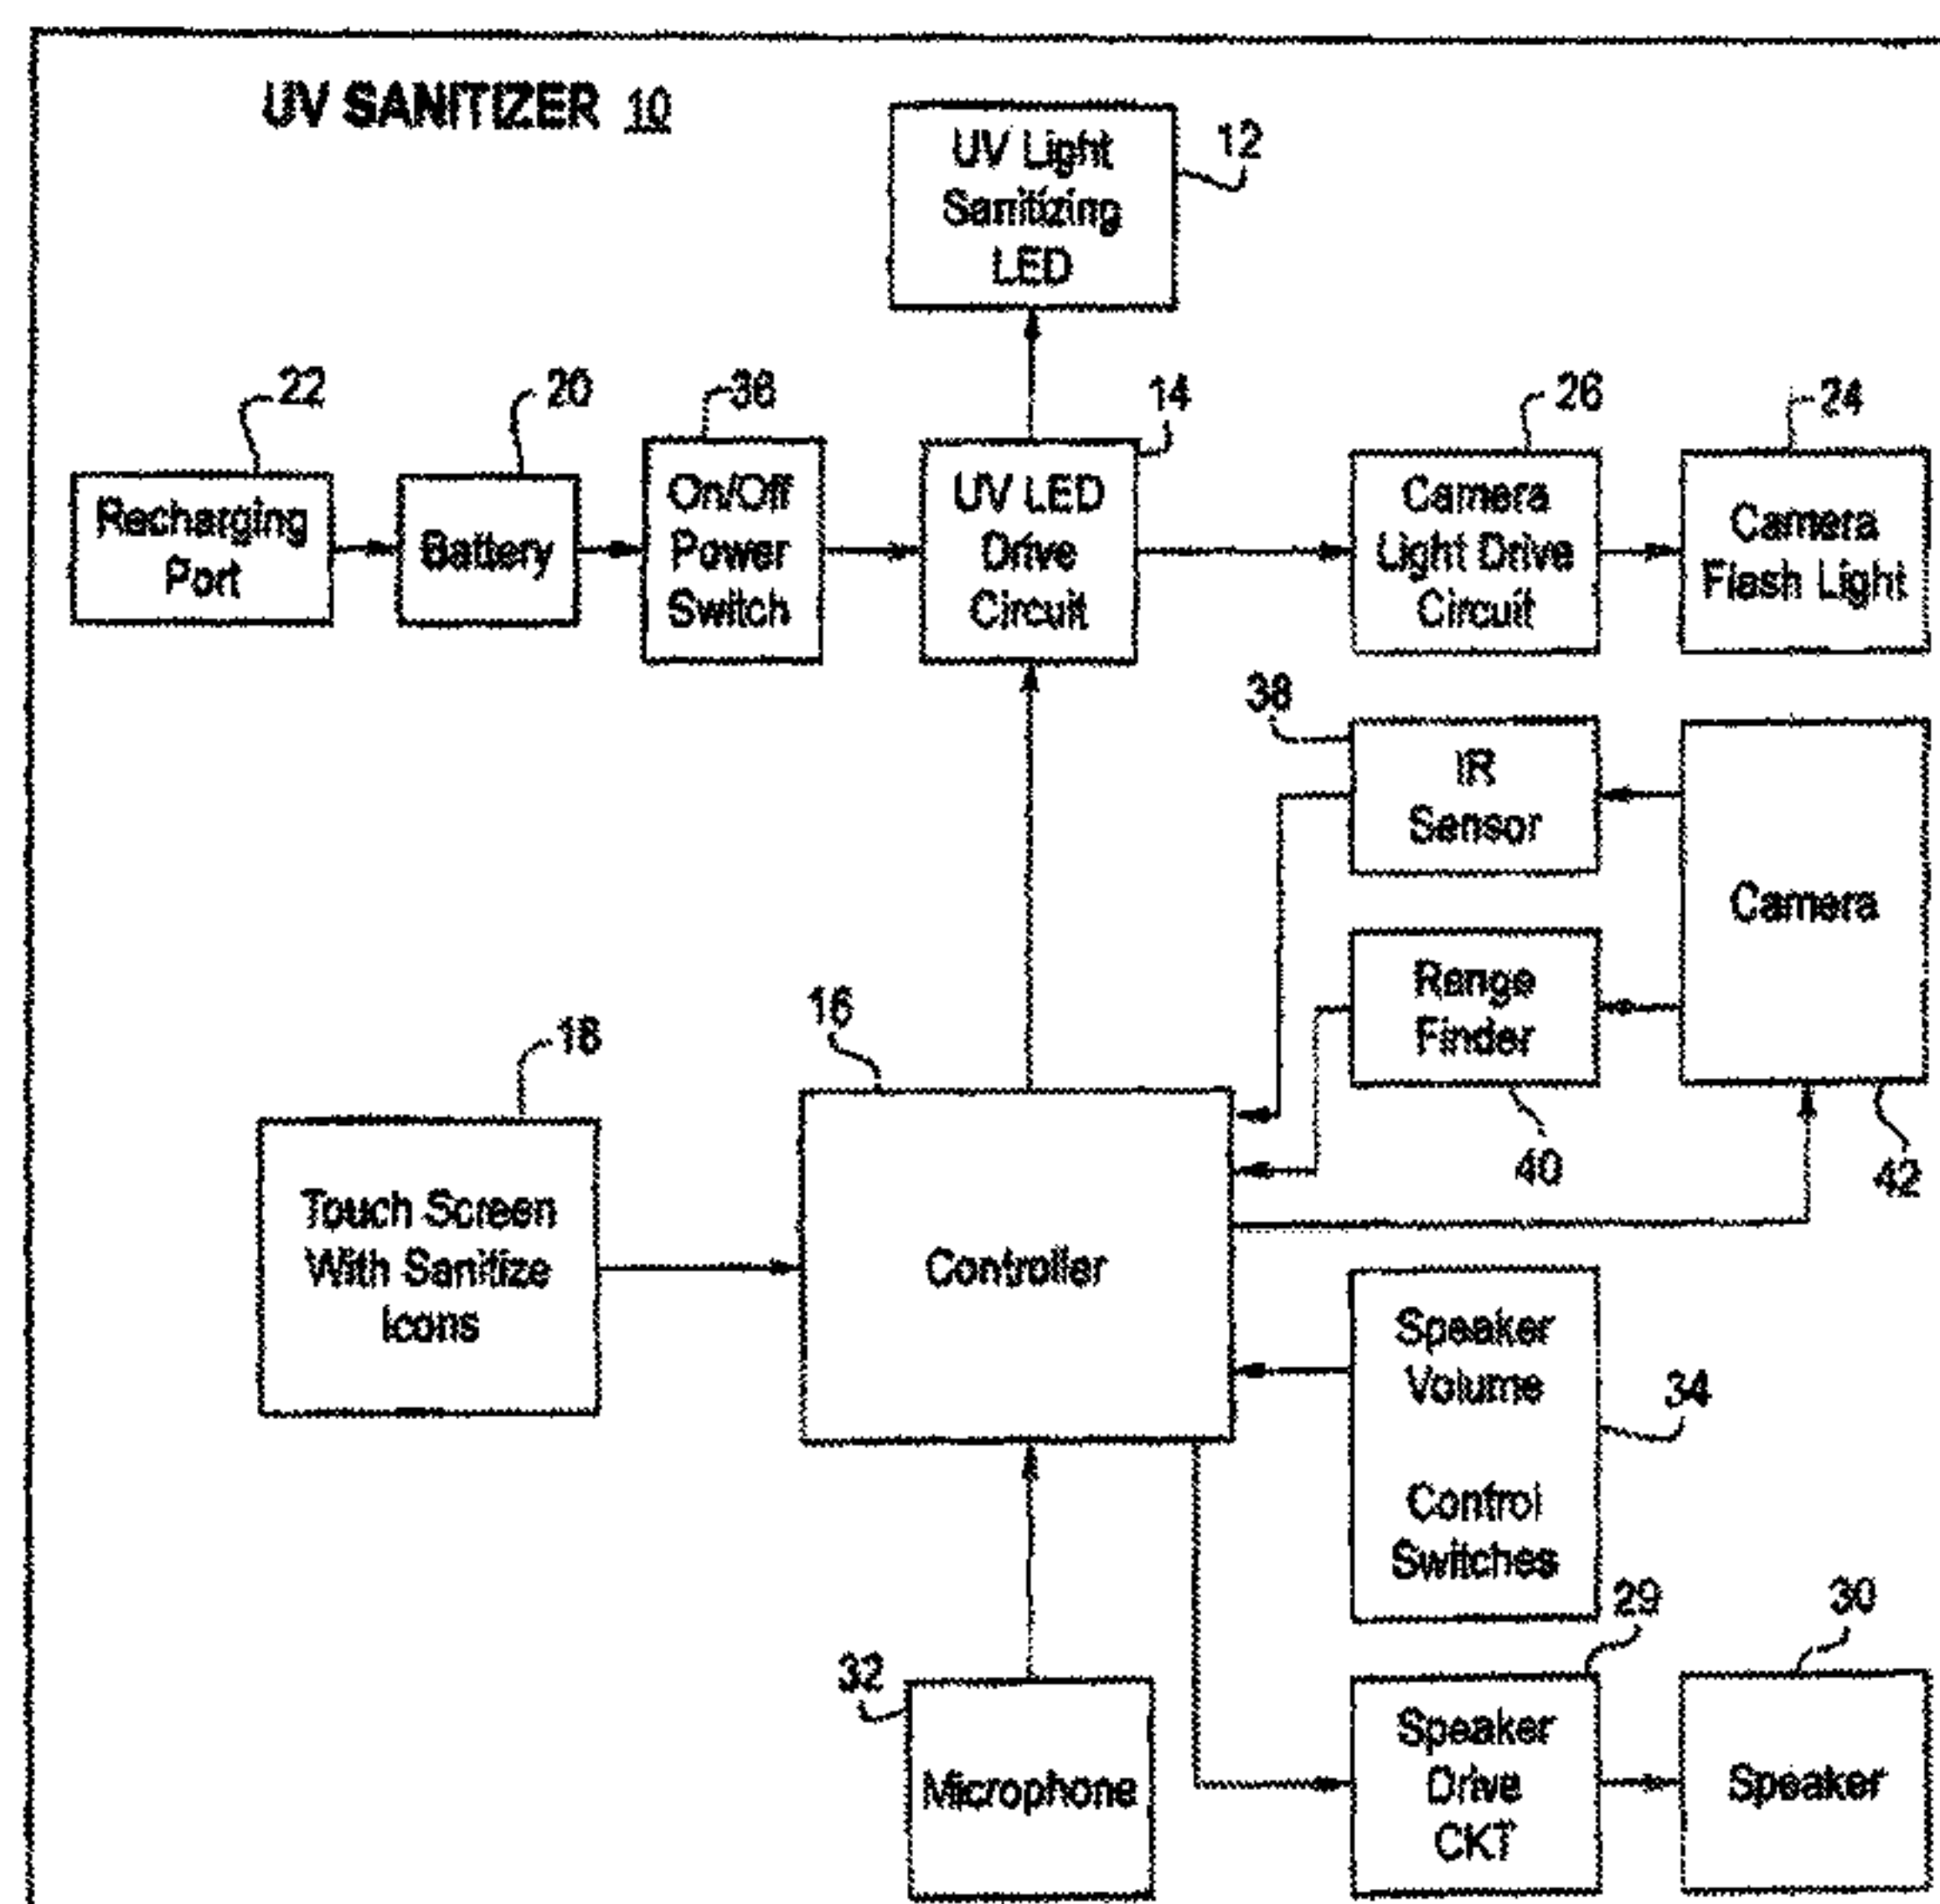 UV SANITIZER 10
UV Light
Sanitizing
LED
12
22
20
36
14
26
24
Recharging
Port
Battery
On/Off
Power
Switch
UV LED
Drive
Circuit
Camera
Light Drive
Circuit
Camera
Flash Light
38
IR
Sensor
Camera
Range
Finder
40
42
16
18
Touch Screen
With Sanitize
Icons
Controller
Speaker
Volume
Control
Switches
34
29
30
32
Microphone
Speaker
Drive
CKT
Speaker